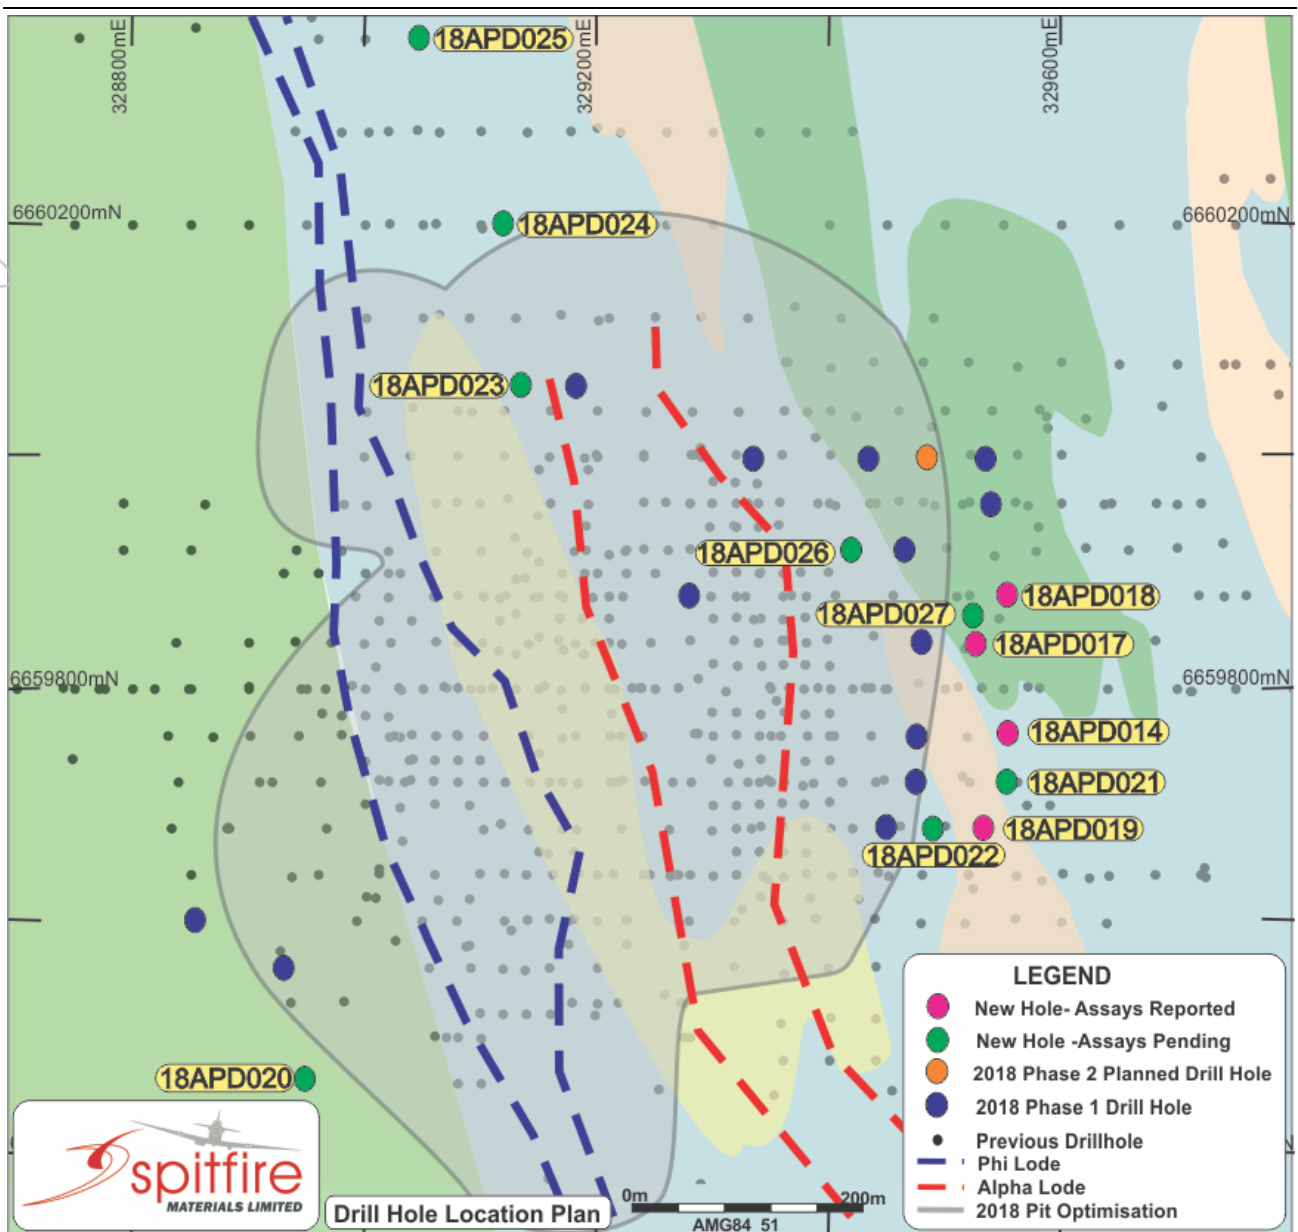 328800mE
329200mE
329600mE
18APD025
6660200mN
18APD024
6660200mN
18APD023
18APD026
18APD018
18APD027
18APD017
6659800mN
6659800mN
18APD014
18APD021
18APD019
18APD022
18APD020
LEGEND
New Hole- Assays Reported
New Hole -Assays Pending
2018 Phase 2 Planned Drill Hole
2018 Phase 1 Drill Hole
Previous Drillhole
Phi Lode
Alpha Lode
2018 Pit Optimisation
spitfire
MATERIALS LIMITED
Drill Hole Location Plan
0m 200m
AMG84_51